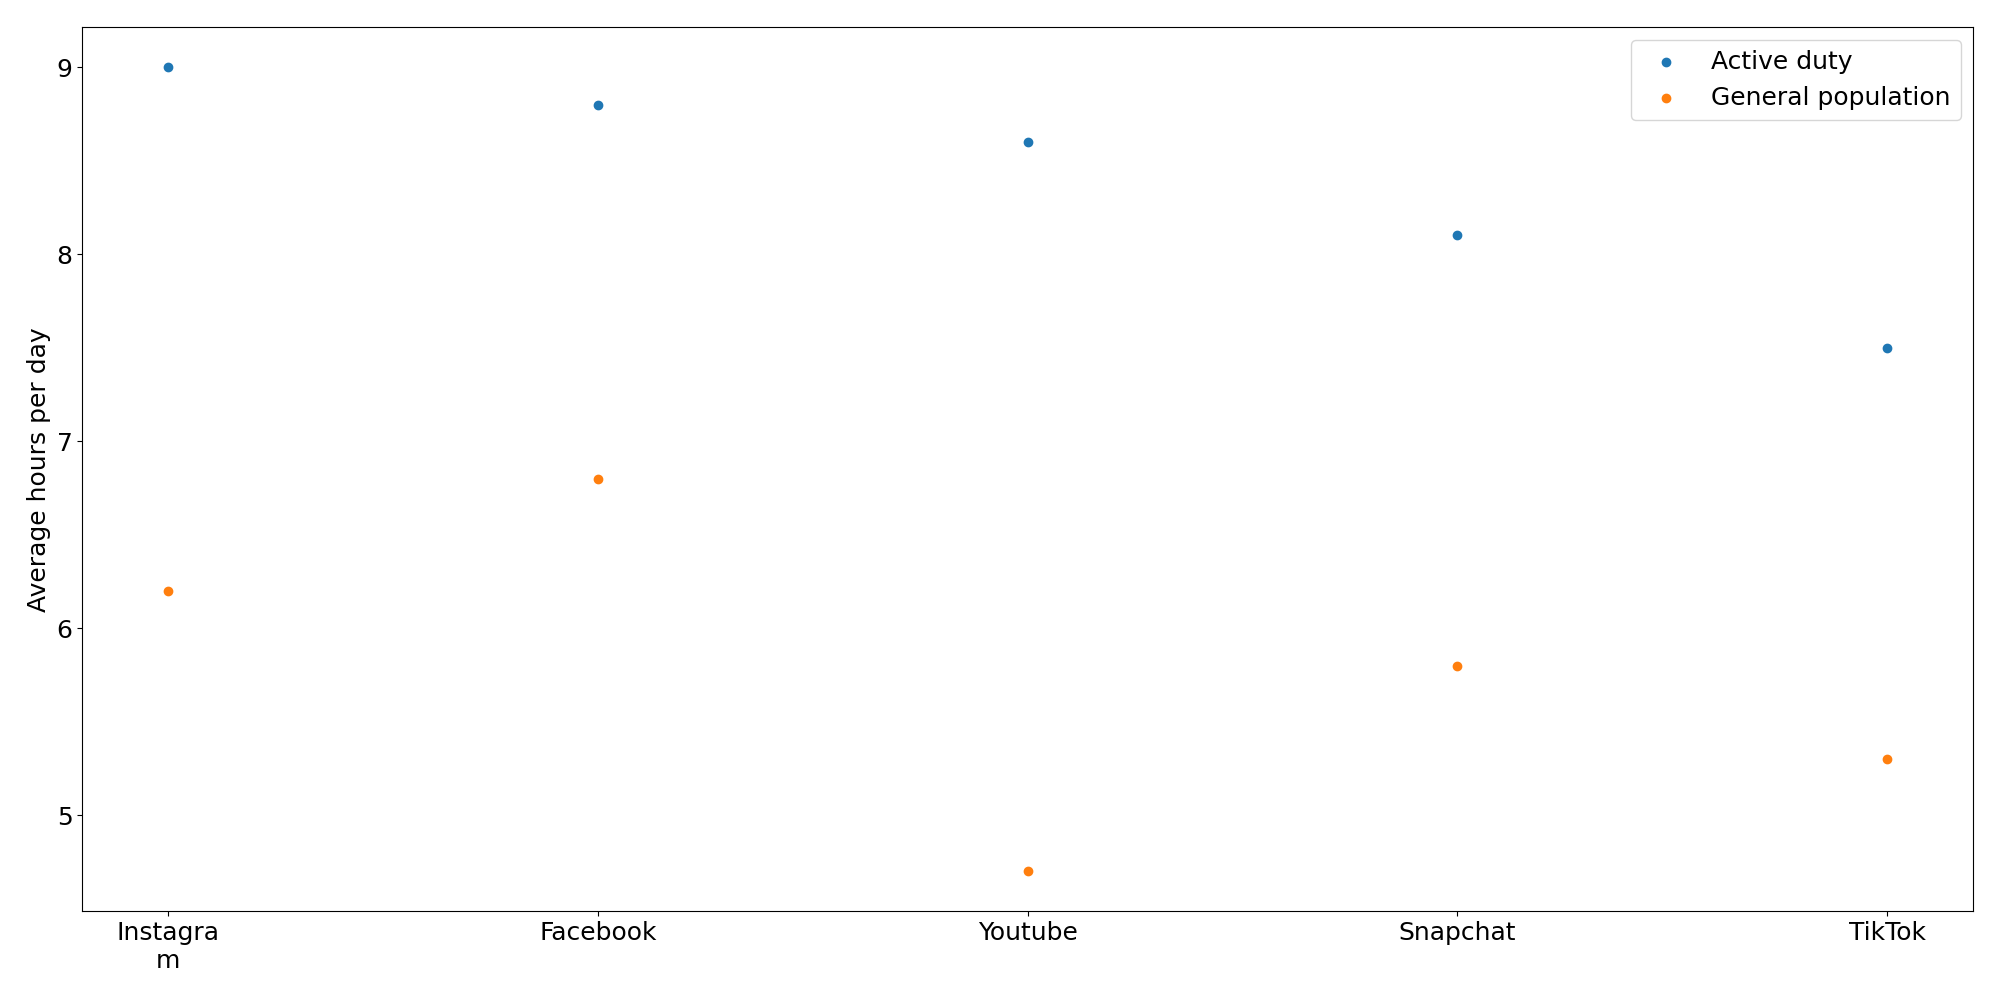 Active duty
General population
9
8
7
6
5
Average hours per day
Instagra
m
Facebook
Youtube
Snapchat
TikTok